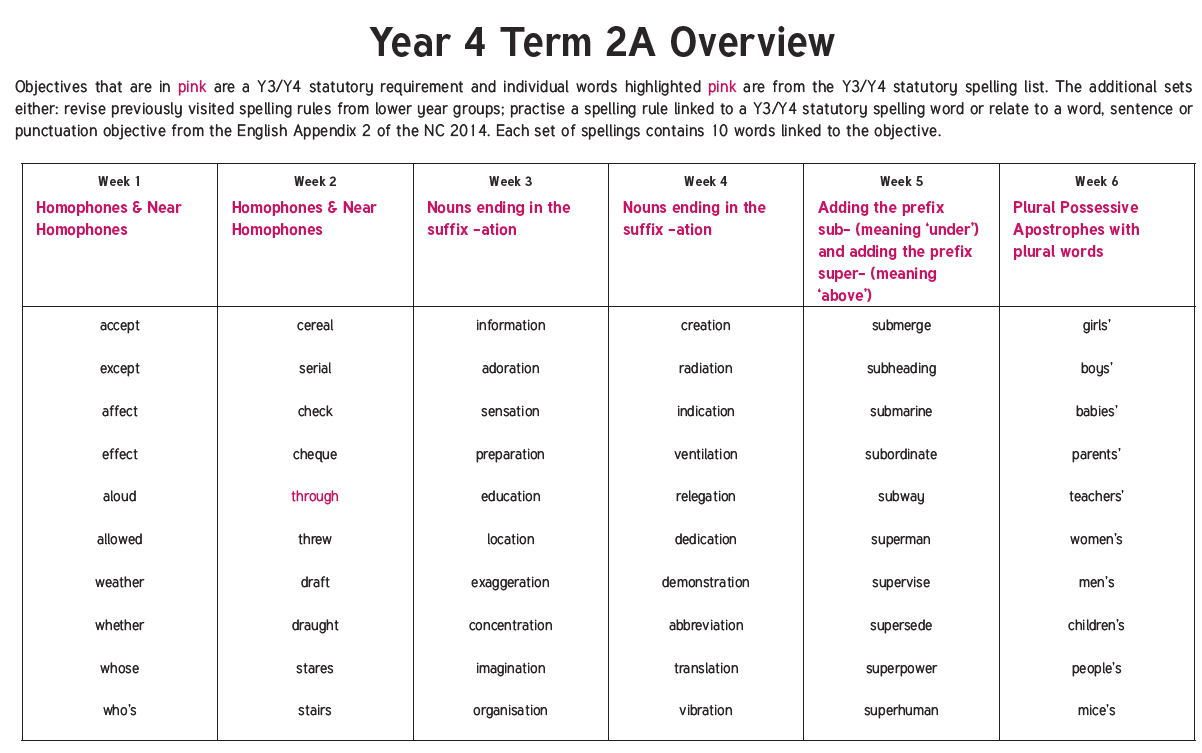 Year 4 Term 2A Overview
Objectives that are in pink are a Y3/Y4 statutory requirement and individual words highlighted pink are from the Y3/Y4 statutory spelling list. The additional sets
either: revise previously visited spelling rules from lower year groups; practise a spelling rule linked to a Y3/Y4 statutory spelling word or relate to a word, sentence or
punctuation objective from the English Appendix 2 of the NC 2014. Each set of spellings contains 10 words linked to the objective.
Week 1 Week 2 Week 3 Week 4 Week 5 Week 6
Homophones & Near Homophones & Near Nouns ending in the Nouns ending in the Adding the prefix Plural Possessive
Homophones Homophones suffix –ation suffix –ation sub- (meaning ‘under’) Apostrophes with
and adding the prefix plural words
super- (meaning
‘above’)
accept cereal information creation submerge girls’
except serial adoration radiation subheading boys’
affect check sensation indication submarine babies’
effect cheque preparation ventilation subordinate parents’
aloud through education relegation subway teachers’
allowed threw location dedication superman women’s
weather draft exaggeration demonstration supervise men’s
whether draught concentration abbreviation supersede children’s
whose stares imagination translation superpower people’s
who’s stairs organisation vibration superhuman mice’s